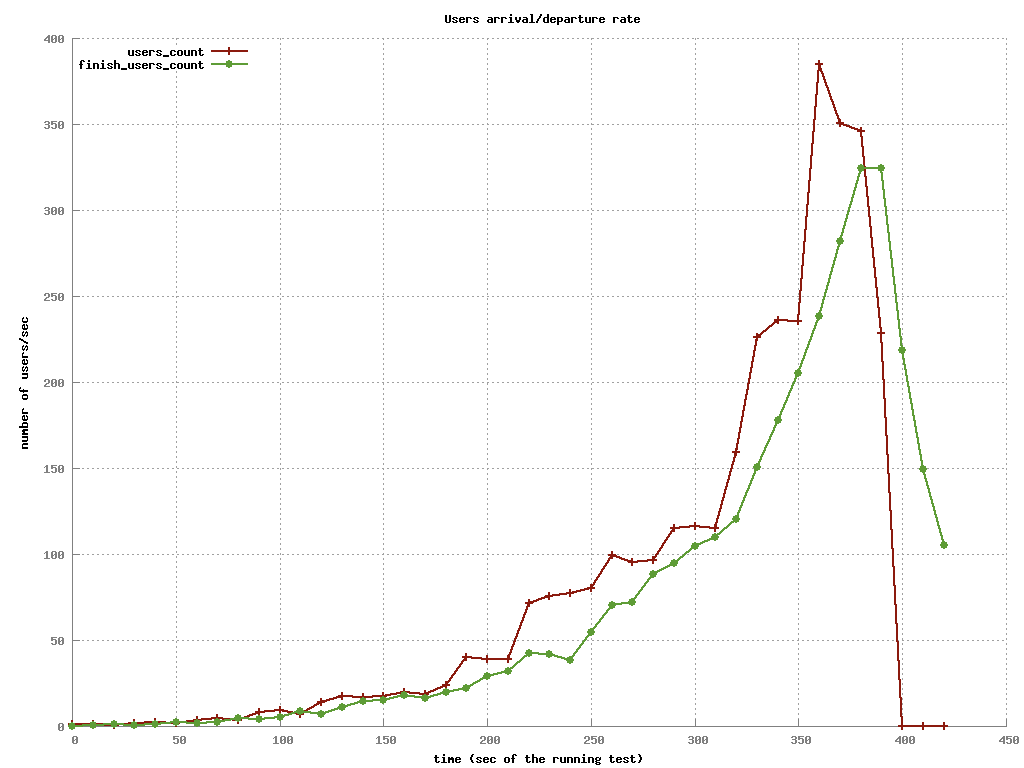 Users arrival/departure rate
users_count
finish_users_count
400
350
300
250
200
150
100
50
0
number of users/sec
0 50 100 150 200 250 300 350 400 450
time (sec of the running test)